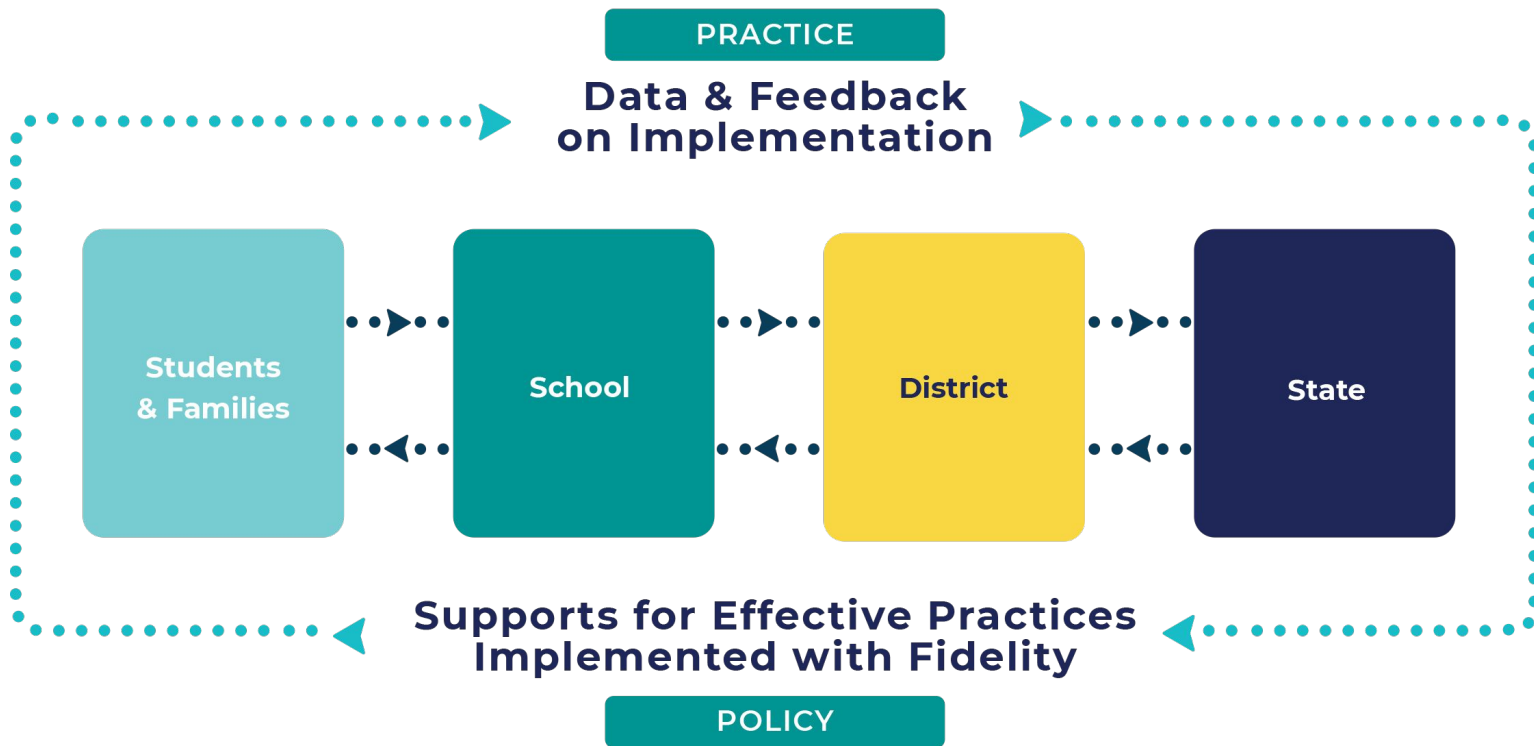 PRACTICE
Data & Feedback
on Implementation
Students
& Families
School
District
State
Supports for Effective Practices
Implemented with Fidelity
POLICY